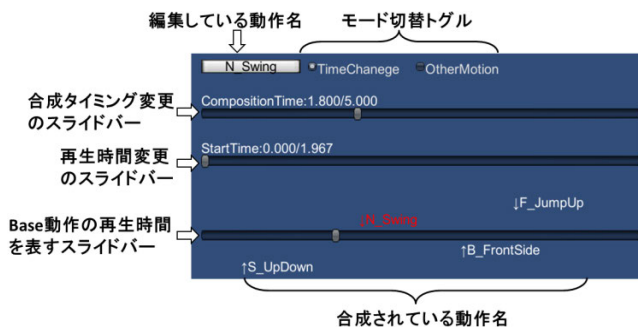 編集している動作名
モード切替トグル
N_Swing
TimeChanege
OtherMotion
合成タイミング変更
のスライドバー
CompositionTime:1.800/5.000
再生時間変更
のスライドバー
StartTime:0.000/1.967
↓F_JumpUp
Base動作の再生時間
を表すスライドバー
↓N_Swing
↑B_FrontSide
↑S_UpDown
合成されている動作名